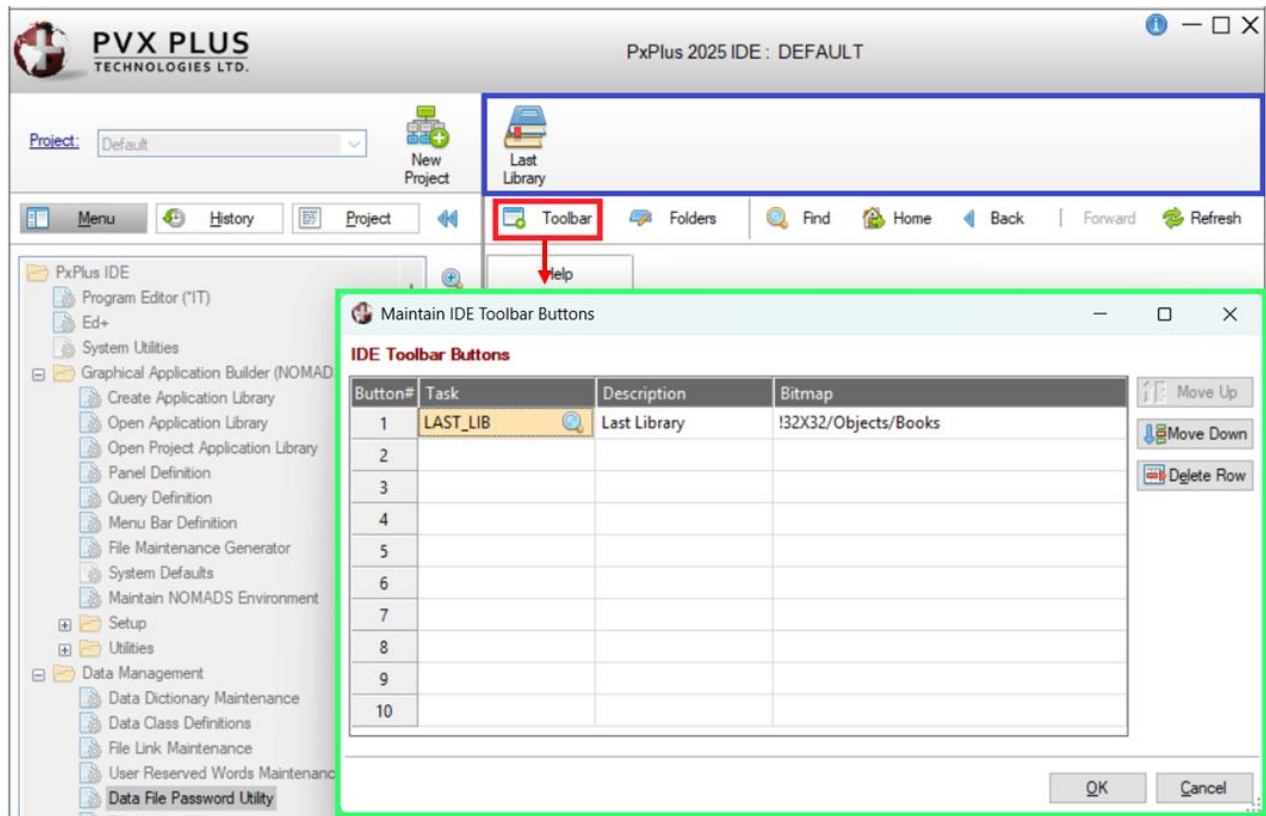 PVX PLUS
TECHNOLOGIES LTD.
PxPlus 2025 IDE : DEFAULT
Project:
Default
New
Project
Last
Library
Menu
History
Project
Toolbar
Folders
Find
Home
Back
Forward
Refresh
PxPlus IDE
Program Editor (*IT)
Ed+
System Utilities
Graphical Application Builder (NOMAD
Create Application Library
Open Application Library
Open Project Application Library
Panel Definition
Query Definition
Menu Bar Definition
File Maintenance Generator
System Defaults
Maintain NOMADS Environment
Setup
Utilities
Data Management
Data Dictionary Maintenance
Data Class Definitions
File Link Maintenance
User Reserved Words Maintenanc
Data File Password Utility
Help
Maintain IDE Toolbar Buttons
IDE Toolbar Buttons
Button# Task Description Bitmap
1 LAST_LIB Last Library !32X32/Objects/Books
2
3
4
5
6
7
8
9
10
Move Up
Move Down
Delete Row
OK Cancel